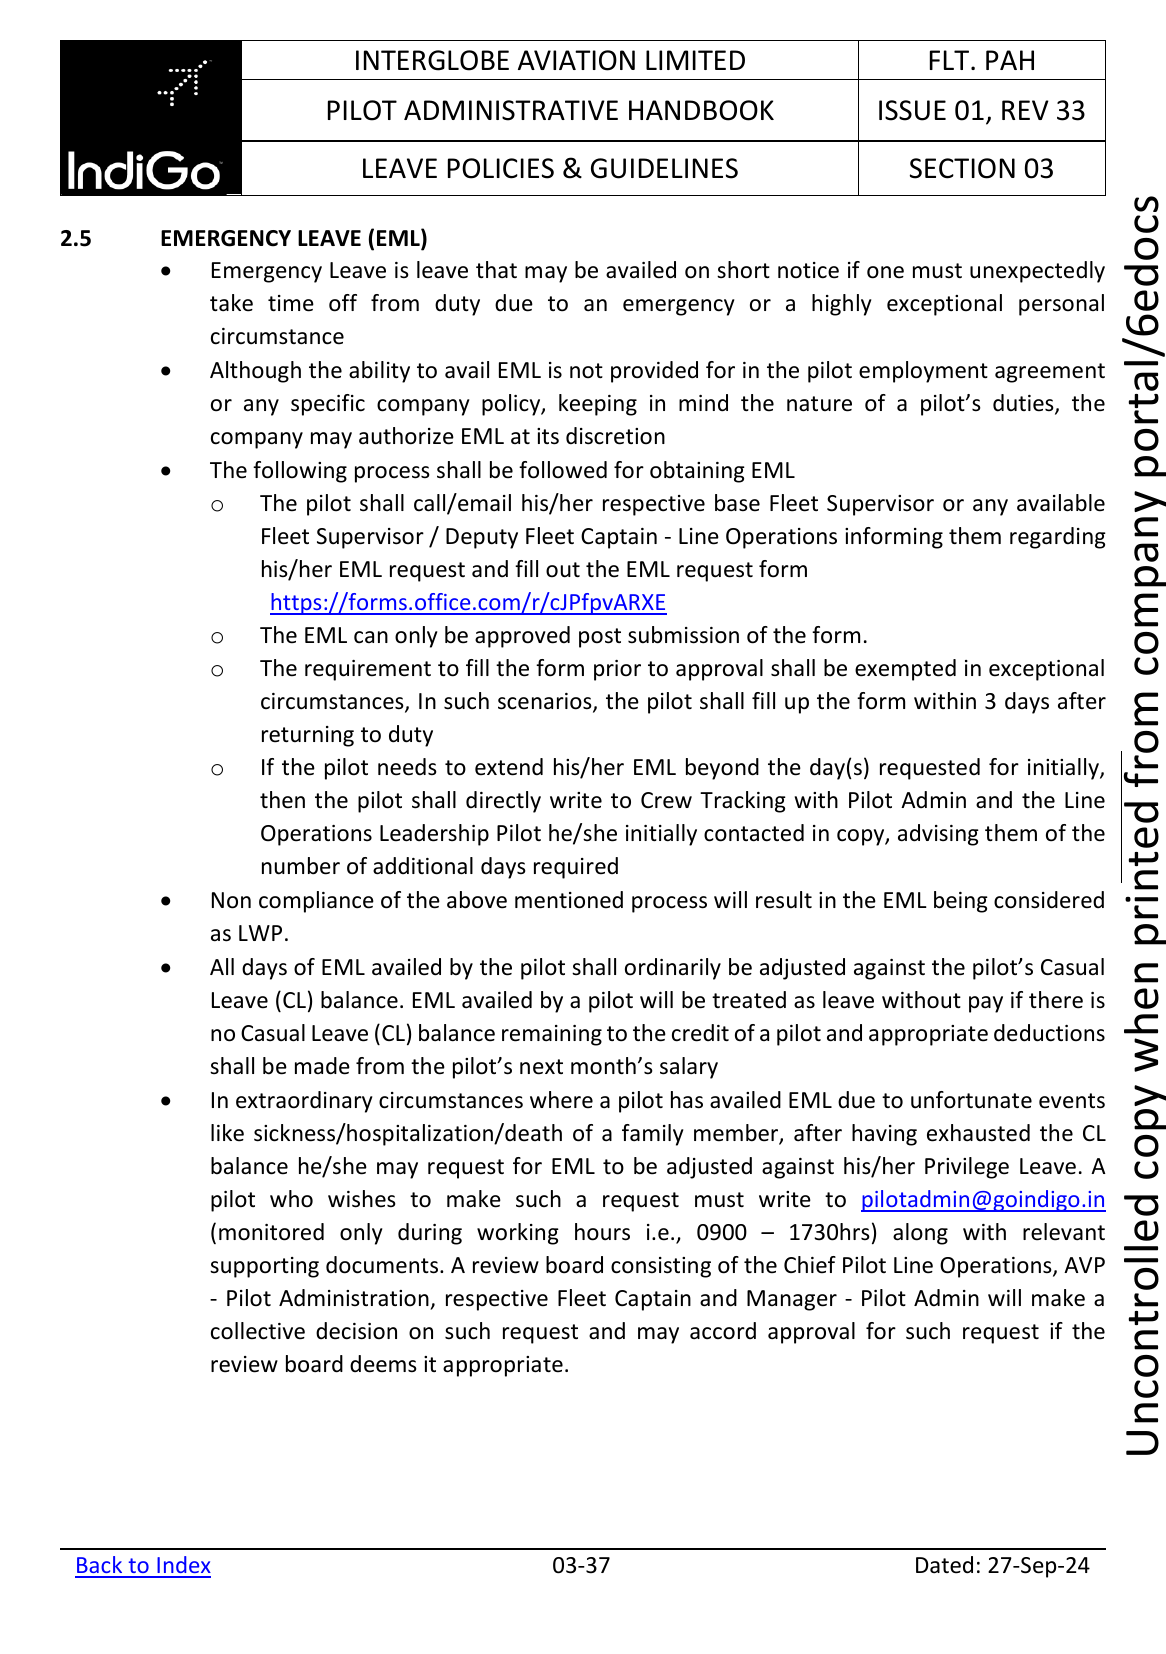 INTERGLOBE AVIATION LIMITED
FLT. PAH
IndiGo
PILOT ADMINISTRATIVE HANDBOOK
ISSUE 01, REV 33
LEAVE POLICIES & GUIDELINES
SECTION 03
2.5 EMERGENCY LEAVE (EML)
• Emergency Leave is leave that may be availed on short notice if one must unexpectedly
take time off from duty due to an emergency or a highly exceptional personal
circumstance
• Although the ability to avail EML is not provided for in the pilot employment agreement
or any specific company policy, keeping in mind the nature of a pilot’s duties, the
company may authorize EML at its discretion
• The following process shall be followed for obtaining EML
o The pilot shall call/email his/her respective base Fleet Supervisor or any available
Fleet Supervisor / Deputy Fleet Captain - Line Operations informing them regarding
his/her EML request and fill out the EML request form
https://forms.office.com/r/cJPfpvARXE
o The EML can only be approved post submission of the form.
o The requirement to fill the form prior to approval shall be exempted in exceptional
circumstances, In such scenarios, the pilot shall fill up the form within 3 days after
returning to duty
o If the pilot needs to extend his/her EML beyond the day(s) requested for initially,
then the pilot shall directly write to Crew Tracking with Pilot Admin and the Line
Operations Leadership Pilot he/she initially contacted in copy, advising them of the
number of additional days required
• Non compliance of the above mentioned process will result in the EML being considered
as LWP.
• All days of EML availed by the pilot shall ordinarily be adjusted against the pilot’s Casual
Leave (CL) balance. EML availed by a pilot will be treated as leave without pay if there is
no Casual Leave (CL) balance remaining to the credit of a pilot and appropriate deductions
shall be made from the pilot’s next month’s salary
• In extraordinary circumstances where a pilot has availed EML due to unfortunate events
like sickness/hospitalization/death of a family member, after having exhausted the CL
balance he/she may request for EML to be adjusted against his/her Privilege Leave. A
pilot who wishes to make such a request must write to pilotadmin@goindigo.in
(monitored only during working hours i.e., 0900 – 1730hrs) along with relevant
supporting documents. A review board consisting of the Chief Pilot Line Operations, AVP
- Pilot Administration, respective Fleet Captain and Manager - Pilot Admin will make a
collective decision on such request and may accord approval for such request if the
review board deems it appropriate.
Uncontrolled copy when printed from company portal/6edocs
Back to Index
03-37
Dated: 27-Sep-24